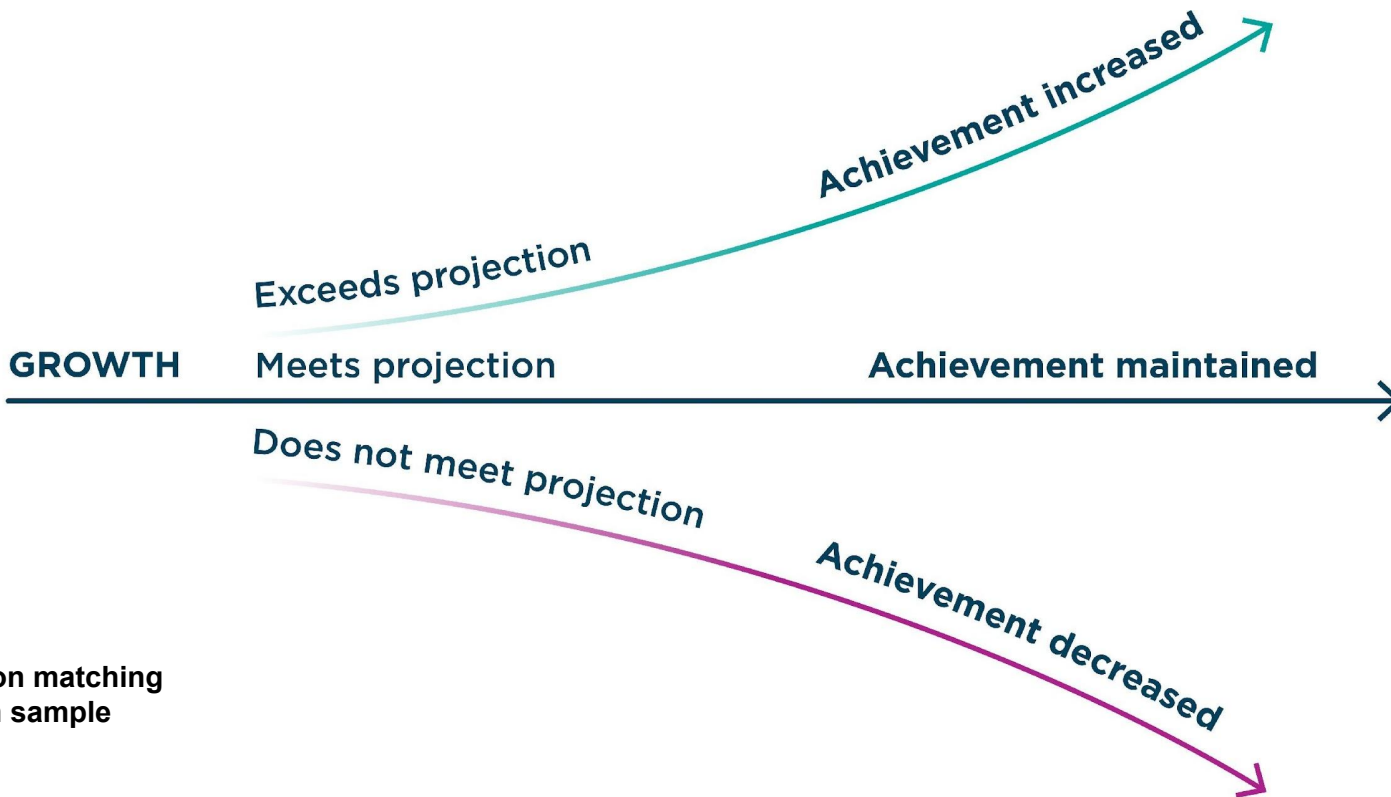 Achievement increased
Exceeds projection
GROWTH Meets projection Achievement maintained
Does not meet projection
Achievement decreased
on matching
sample